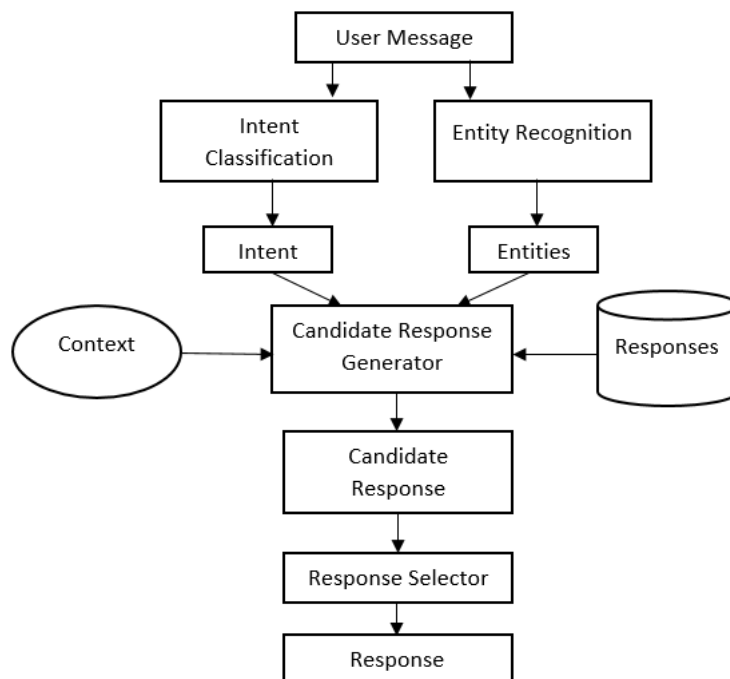 User Message
Intent
Classification
Entity Recognition
Intent
Entities
Context
Candidate Response
Generator
Responses
Candidate
Response
Response Selector
Response